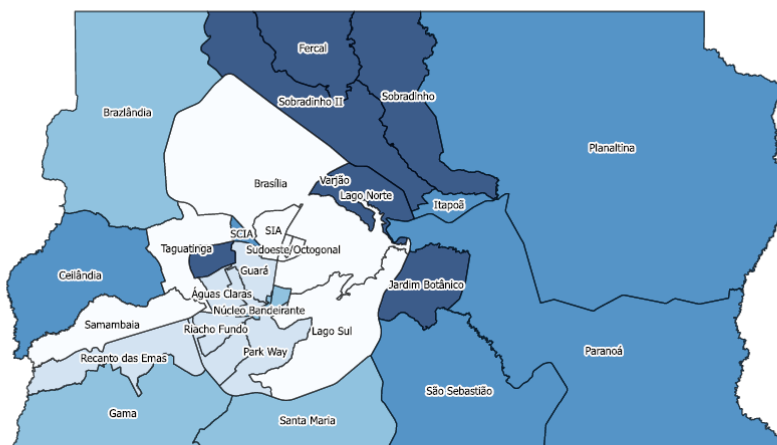 Fercal
Sobradinho II
Sobradinho
Brazlândia
Planaltina
Varjão
Brasília
Lago Norte
Itapoã
SCIA
SIA
Taguatinga
Sudoeste/Octogonal
Guará
Ceilândia
Jardim Botânico
Águas Claras
Núcleo Bandeirante
Samambaia
Riacho Fundo
Lago Sul
Recanto das Emas
Park Way
Paranoá
São Sebastião
Gama
Santa Maria